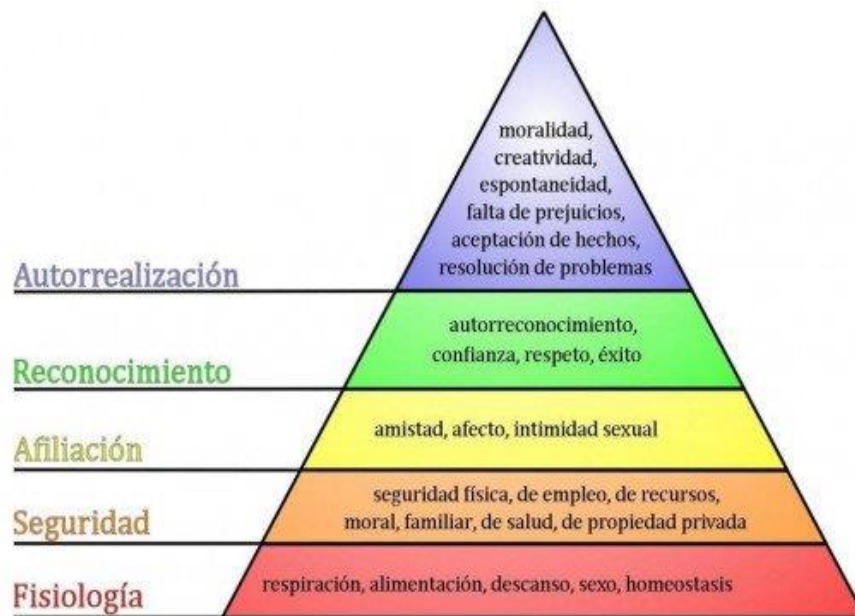 moralidad,
creatividad,
espontaneidad,
falta de prejuicios,
aceptación de hechos,
resolución de problemas
Autorrealización
autorreconocimiento,
confianza, respeto, éxito
Reconocimiento
amistad, afecto, intimidad sexual
Afiliación
seguridad física, de empleo, de recursos,
moral, familiar, de salud, de propiedad privada
Seguridad
respiración, alimentación, descanso, sexo, homeostasis
Fisiología